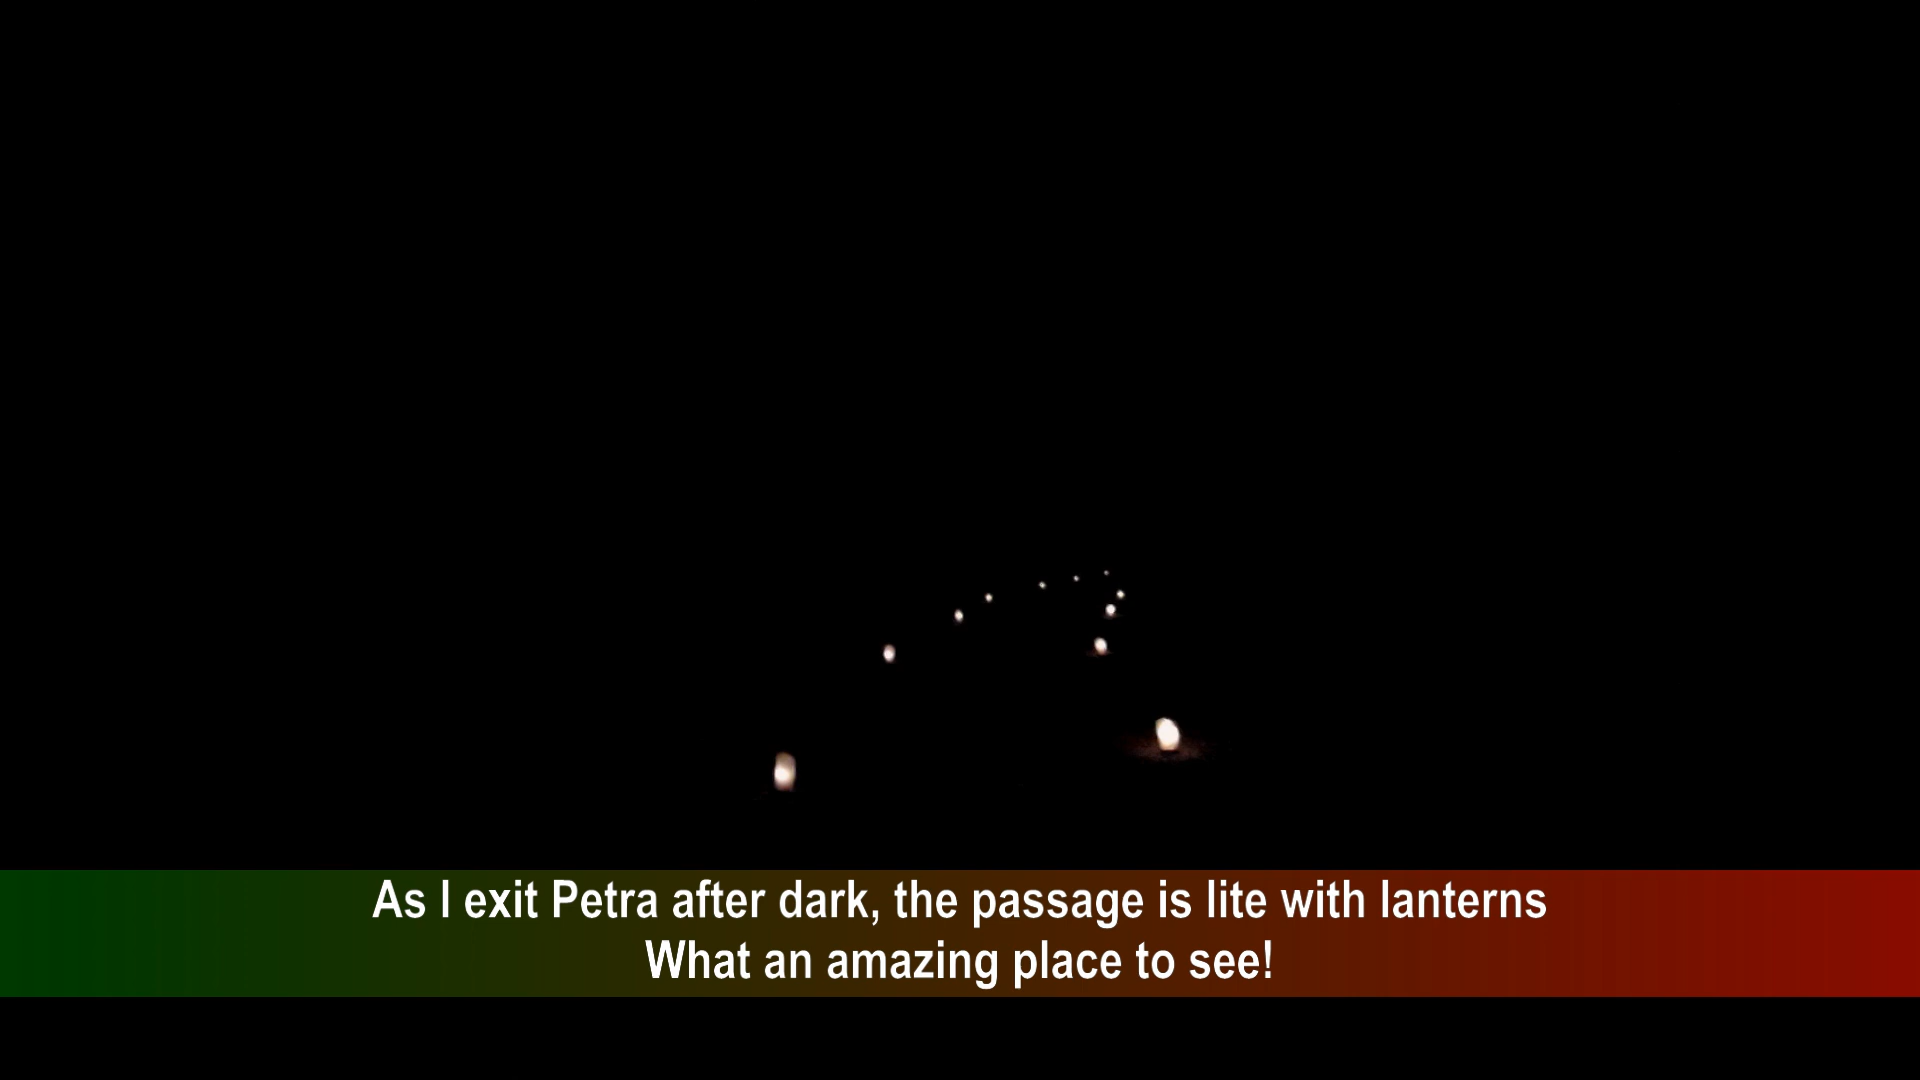 As I exit Petra after dark, the passage is lite with lanterns
What an amazing place to see!